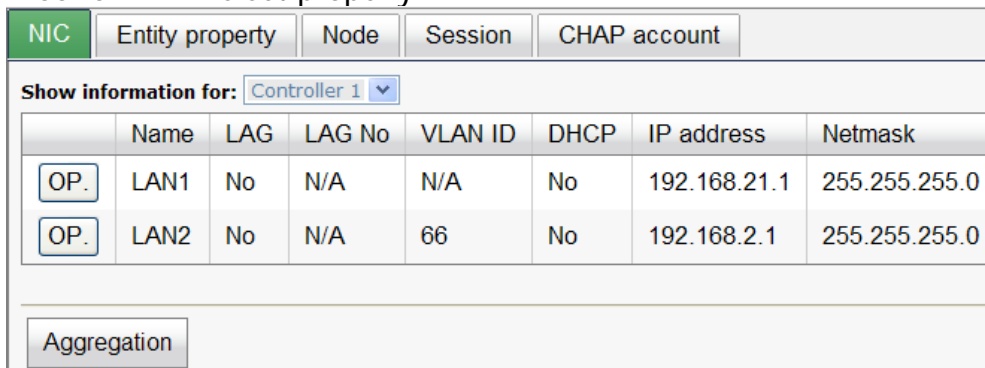 NIC Entity property Node Session CHAP account
Show information for: Controller 1
Name LAG LAG No VLAN ID DHCP IP address Netmask
OP. LAN1 No N/A N/A No 192.168.21.1 255.255.255.0
OP. LAN2 No N/A 66 No 192.168.2.1 255.255.255.0
Aggregation